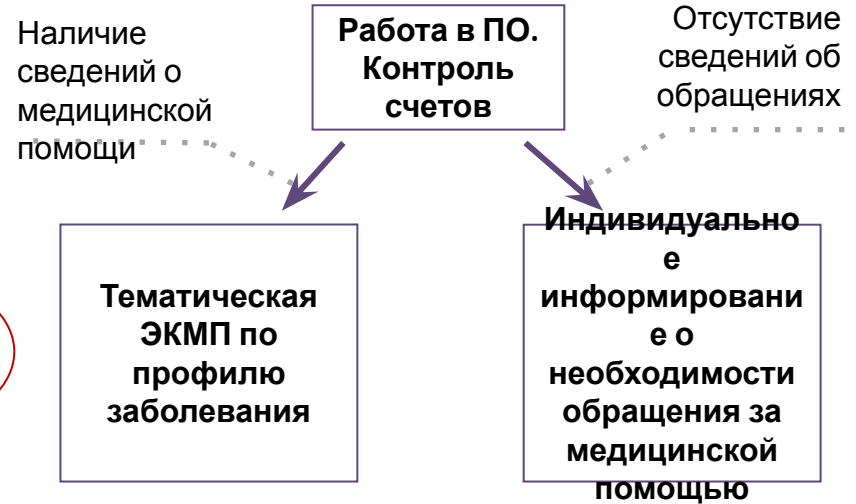 Наличие
сведений о
медицинской
помощи
Работа в ПО.
Контроль
счетов
Отсутствие
сведений об
обращениях
Тематическая
ЭКМП по
профилю
заболевания
Индивидуально
е
информировани
е о
необходимости
обращения за
медицинской
помощью